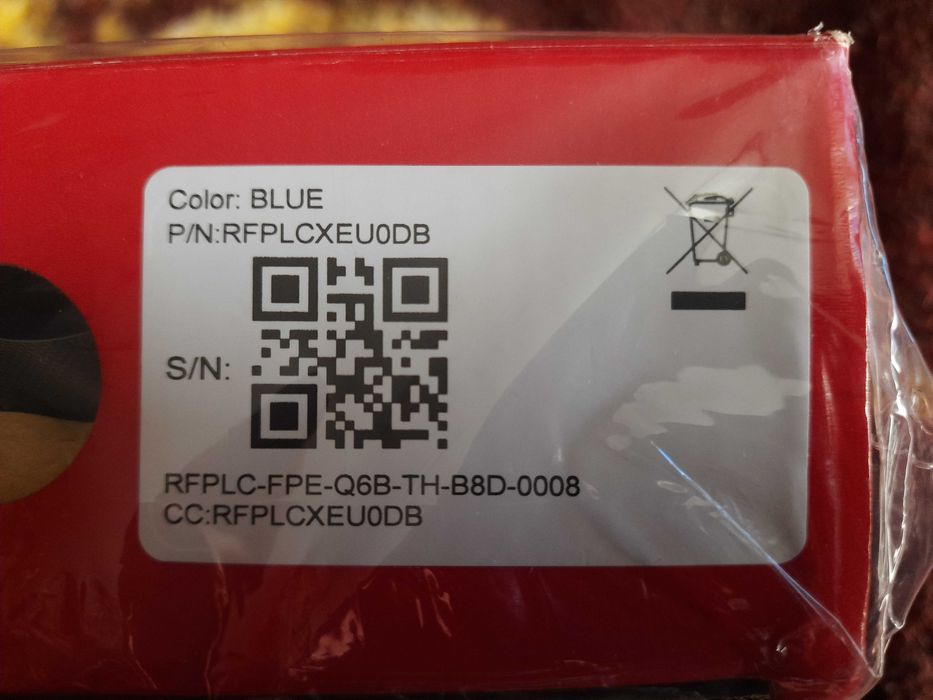 Color: BLUE
P/N:RFPLCXEU0DB
S/N:
RFPLC-FPE-Q6B-TH-B8D-0008
CC:RFPLCXEU0DB